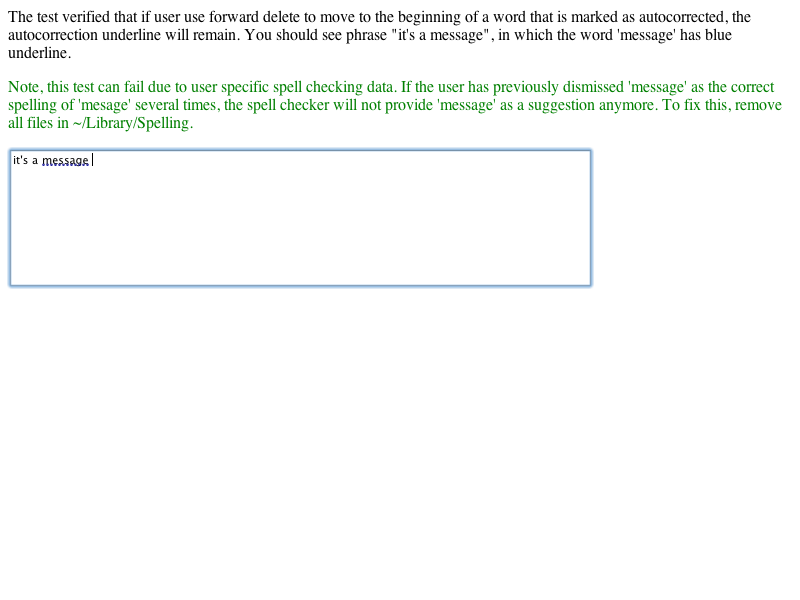 The test verified that if user use forward delete to move to the beginning of a word that is marked as autocorrected, the
autocorrection underline will remain. You should see phrase "it's a message", in which the word 'message' has blue
underline.
Note, this test can fail due to user specific spell checking data. If the user has previously dismissed 'message' as the correct
spelling of 'mesage' several times, the spell checker will not provide 'message' as a suggestion anymore. To fix this, remove
all files in ~/Library/Spelling.
it's a message